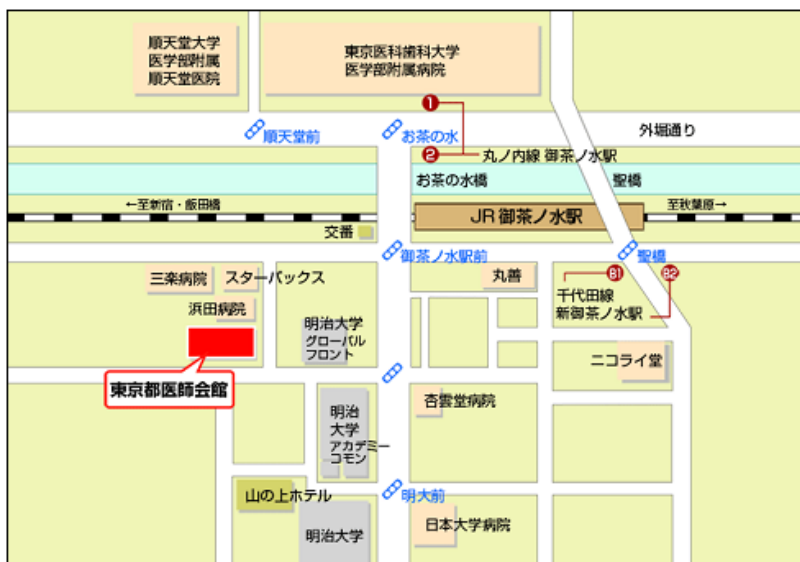 順天堂大学
医学部附属
順天堂医院
東京医科歯科大学
医学部附属病院
1
順天堂前
お茶の水
外堀通り
2
丸ノ内線 御茶ノ水駅
お茶の水橋
聖橋
←至新宿・飯田橋
至秋葉原→
JR 御茶ノ水駅
交番
御茶ノ水駅前
聖橋
三楽病院
スターバックス
丸善
B1
B2
千代田線
新御茶ノ水駅
浜田病院
明治大学
グローバル
フロント
ニコライ堂
東京都医師会館
杏雲堂病院
明治
大学
アカデミー
コモン
山の上ホテル
明大前
明治大学
日本大学病院